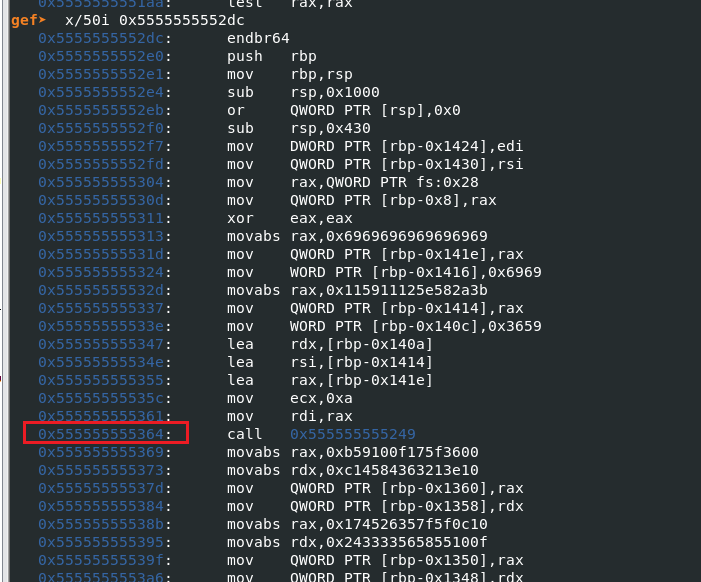 0x5555555551aa: test rax,rax
gef➤ x/50i 0x5555555552dc
0x5555555552dc: endbr64
0x5555555552e0: push rbp
0x5555555552e1: mov rbp,rsp
0x5555555552e4: sub rsp,0x1000
0x5555555552eb: or QWORD PTR [rsp],0x0
0x5555555552f0: sub rsp,0x430
0x5555555552f7: mov DWORD PTR [rbp-0x1424],edi
0x5555555552fd: mov QWORD PTR [rbp-0x1430],rsi
0x555555555304: mov rax,QWORD PTR fs:0x28
0x55555555530d: mov QWORD PTR [rbp-0x8],rax
0x555555555311: xor eax,eax
0x555555555313: movabs rax,0x6969696969696969
0x55555555531d: mov QWORD PTR [rbp-0x141e],rax
0x555555555324: mov WORD PTR [rbp-0x1416],0x6969
0x55555555532d: movabs rax,0x115911125e582a3b
0x555555555337: mov QWORD PTR [rbp-0x1414],rax
0x55555555533e: mov WORD PTR [rbp-0x140c],0x3659
0x555555555347: lea rdx,[rbp-0x140a]
0x55555555534e: lea rsi,[rbp-0x1414]
0x555555555355: lea rax,[rbp-0x141e]
0x55555555535c: mov ecx,0xa
0x555555555361: mov rdi,rax
0x555555555364: call 0x555555555249
0x555555555369: movabs rax,0xb59100f175f3600
0x555555555373: movabs rdx,0xc14584363213e10
0x55555555537d: mov QWORD PTR [rbp-0x1360],rax
0x555555555384: mov QWORD PTR [rbp-0x1358],rdx
0x55555555538b: movabs rax,0x174526357f5f0c10
0x555555555395: movabs rdx,0x243333565855100f
0x55555555539f: mov QWORD PTR [rbp-0x1350],rax
0x5555555553a6: mov QWORD PTR [rbp-0x1348],rdx